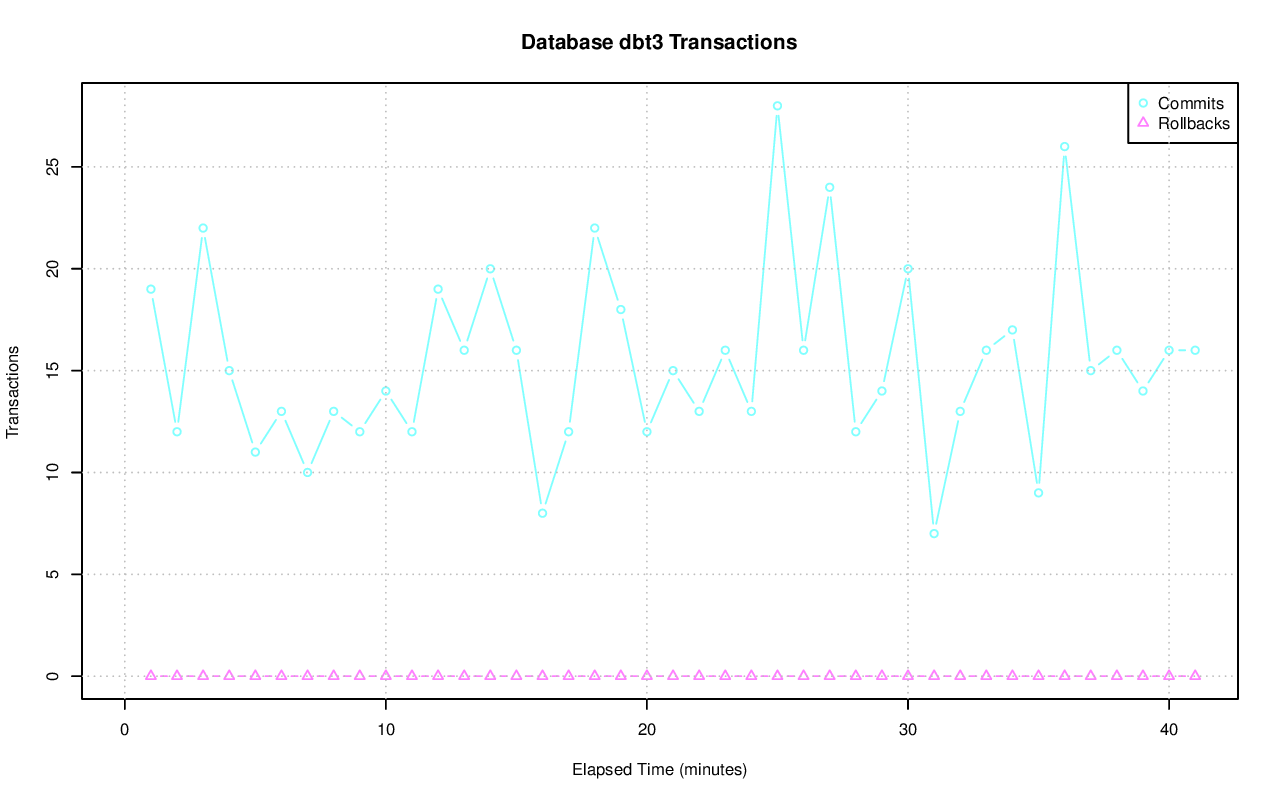 Database dbt3 Transactions
Commits
Rollbacks
Transactions
25
20
15
10
5
0
0 10 20 30 40
Elapsed Time (minutes)